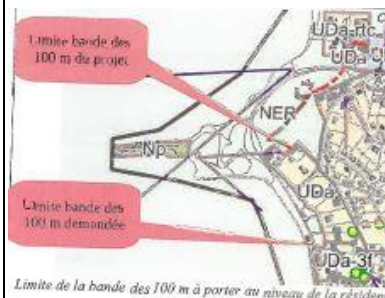 Limite bande des
100 m du projet
UDa-rtc
UDa
NER
Np
UDa
Limite bande des
100 m demandée
UDa-3f
Limite de la bande des 100 m à porter au niveau de la résiden